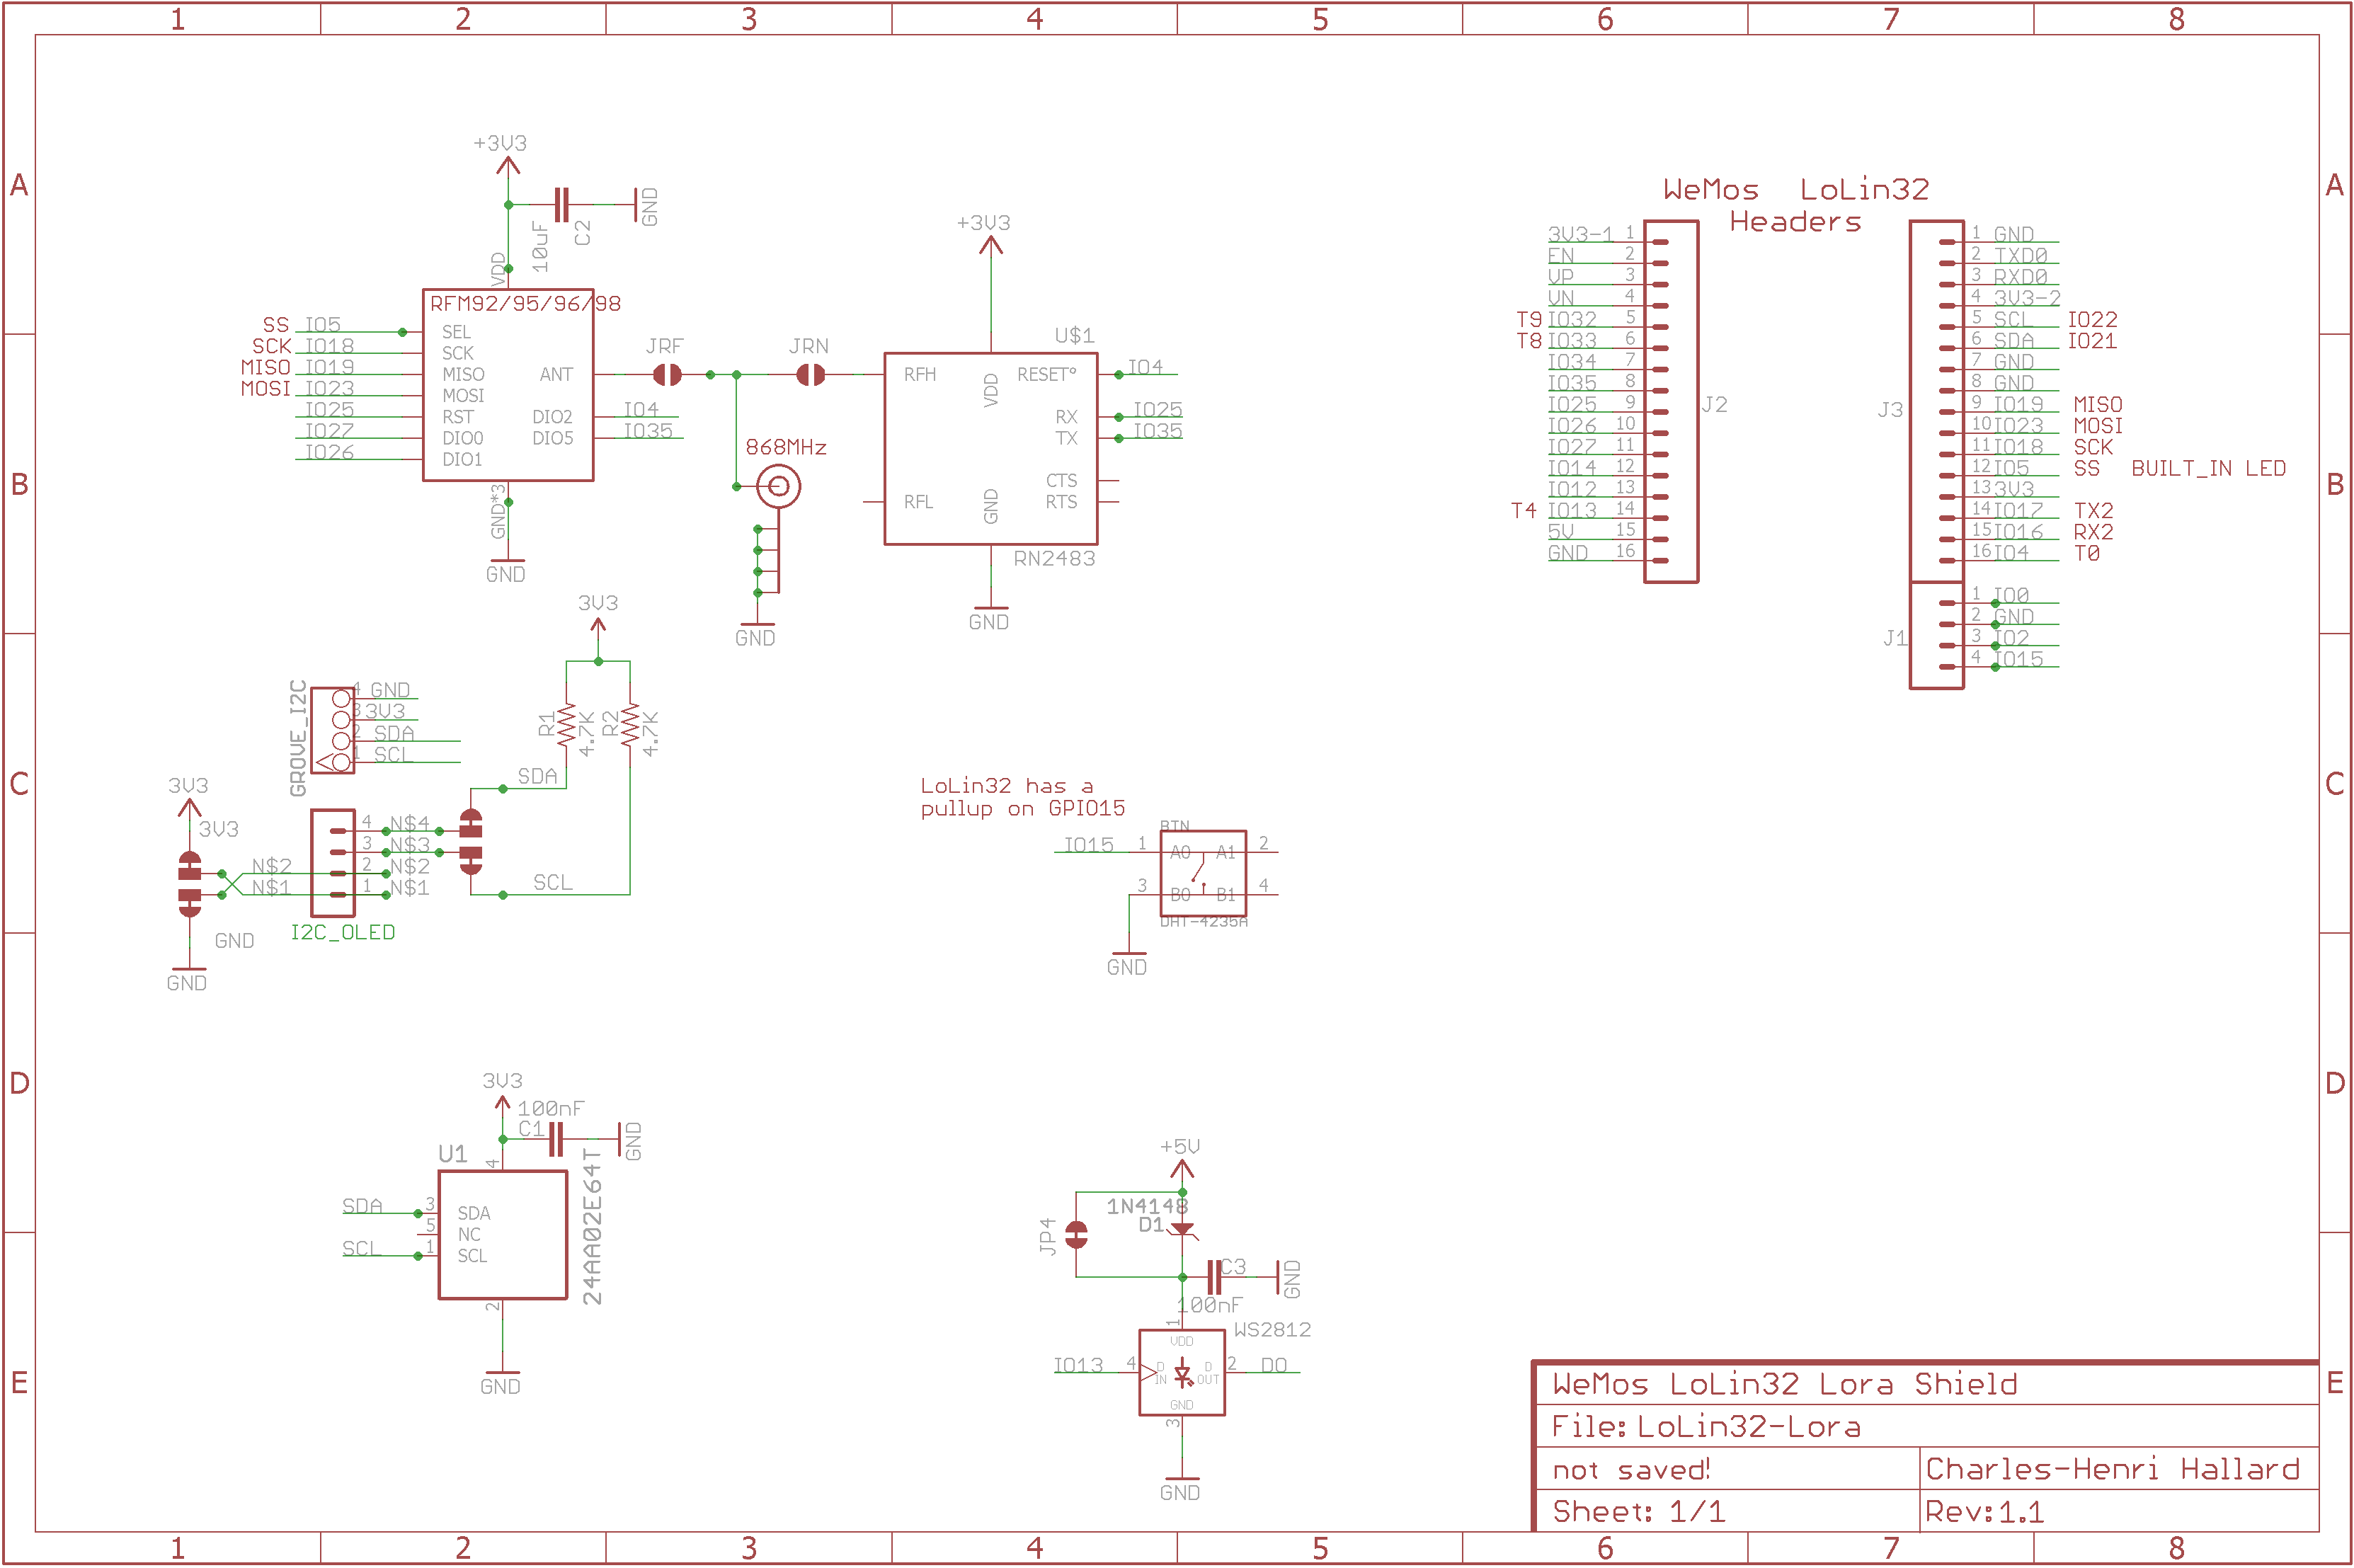 1 2 3 4 5 6 7 8
A
B
C
D
E
+3V3
10uF
C2
GND
VDD
RFM92/95/96/98
SS IO5 SEL
SCK IO18 SCK
MISO IO19 MISO ANT
MOSI IO23 MOSI
IO25 RST DIO2 IO4
IO27 DIO0 DIO5 IO35
IO26 DIO1
GND*3
GND
JRF
JRN
868MHz
GND
+3V3
U$1
RFH VDD RESET° IO4
RX IO25
TX IO35
CTS
RFL GND RTS
RN2483
GND
WeMos LoLin32
Headers
3V3-1 1
EN 2
VP 3
VN 4
T9 IO32 5
T8 IO33 6
IO34 7
IO35 8
IO25 9
IO26 10
IO27 11
IO14 12
IO12 13
T4 IO13 14
5V 15
GND 16
J2
J3
1 GND
2 TXD0
3 RXD0
4 3V3-2
5 SCL IO22
6 SDA IO21
7 GND
8 GND
9 IO19 MISO
10 IO23 MOSI
11 IO18 SCK
12 IO5 SS BUILT_IN LED
13 3V3
14 IO17 TX2
15 IO16 RX2
16 IO4 T0
J1
1 IO0
2 GND
3 IO2
4 IO15
3V3
R1
4.7K
R2
4.7K
SDA
SCL
GROVE_I2C
4 GND
3 3V3
2 SDA
1 SCL
3V3
3V3
N$2
N$1
4 N$4
3 N$3
2 N$2
1 N$1
I2C_OLED
GND
GND
LoLin32 has a
pullup on GPIO15
BTN
IO15 1 A0 A1 2
3 B0 B1 4
DHT-4235A
GND
3V3
100nF
C1
GND
U1
4
SDA 3 SDA
5 NC
SCL 1 SCL
24AA02E64T
2
GND
+5V
1N4148
D1
JP4
C3
GND
100nF
1
WS2812
VDD
IO13 4 D IN D OUT 2 DO
GND
3
GND
WeMos LoLin32 Lora Shield
File: LoLin32-Lora
not saved! Charles-Henri Hallard
Sheet: 1/1 Rev:1.1
A
B
C
D
E
1 2 3 4 5 6 7 8